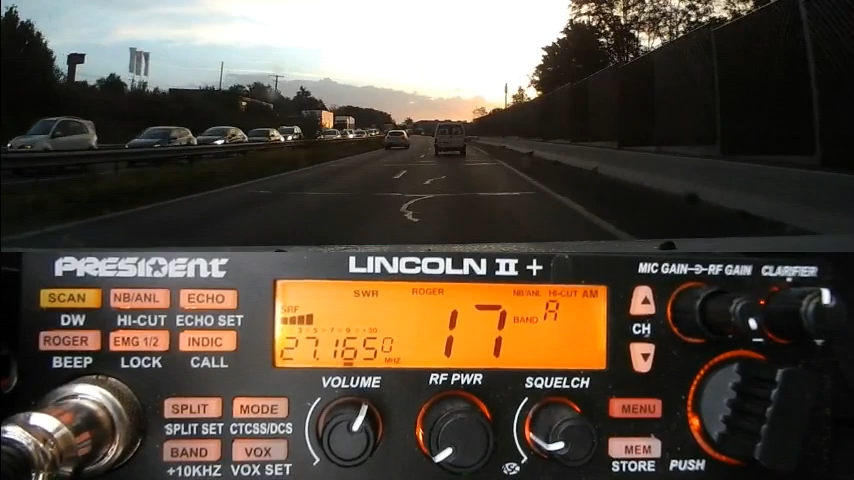 PRESIDENT
LINCOLN II +
MIC GAIN RF GAIN CLARIFIER
SCAN NB/ANL ECHO
DW HI-CUT ECHO SET
ROGER EMG 1/2 INDIC
BEEP LOCK CALL
SWR ROGER NB/ANL HI-CUT AM
SRF
17 BAND A
27.1650 MHZ
CH
VOLUME RF PWR SQUELCH
SPLIT MODE
SPLIT SET CTCSS/DCS
BAND VOX
+10KHZ VOX SET
MENU
MEM
STORE PUSH